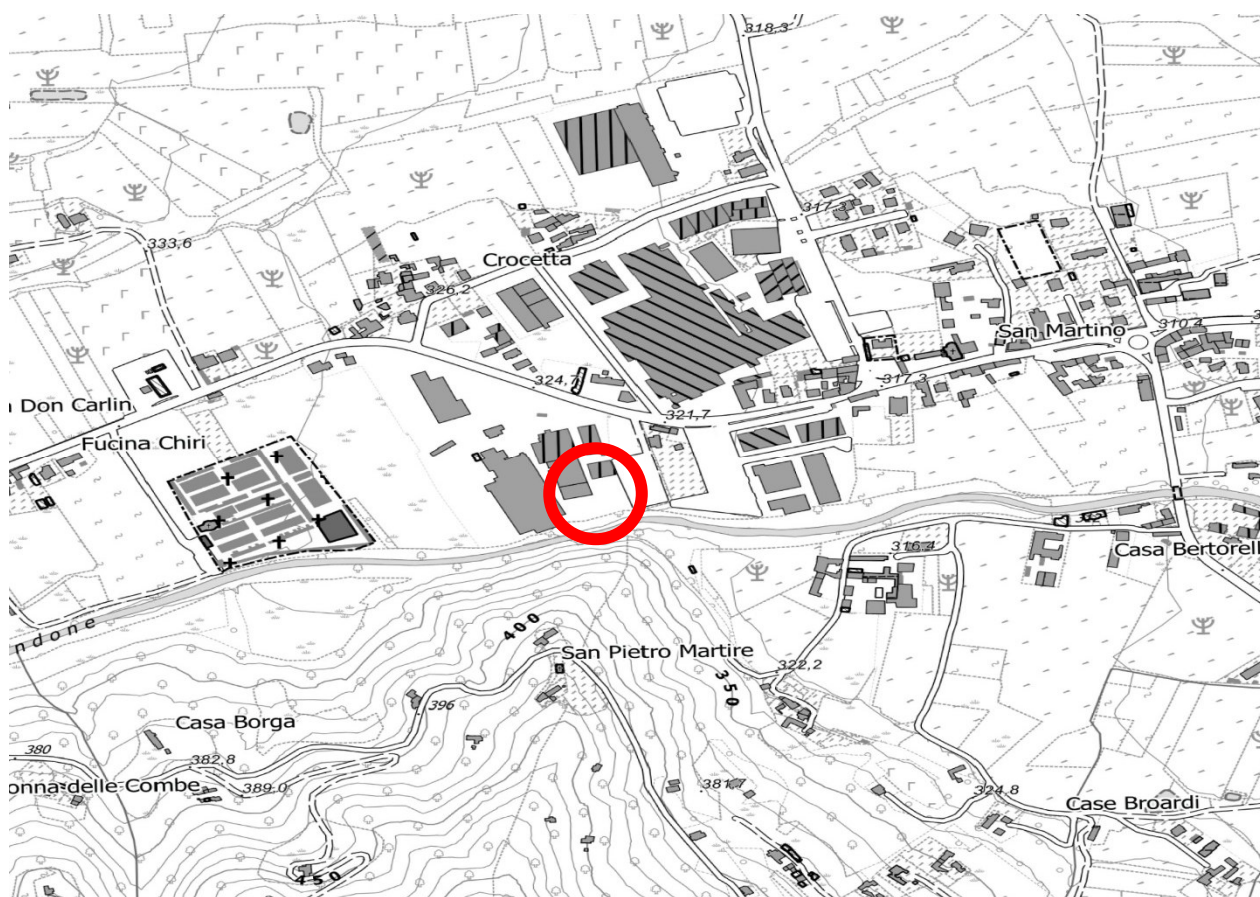 318,3
317,3
333,6
Crocetta
326,2
San Martino
310,4
324,7
317,3
n Don Carlin
321,7
Fucina Chiri
316,4
Casa Bertorell
ndone
400
San Pietro Martire
322,2
350
396
Casa Borga
380
382,8
onna delle Combe
389,0
381,7
324,8
Case Broardi
450